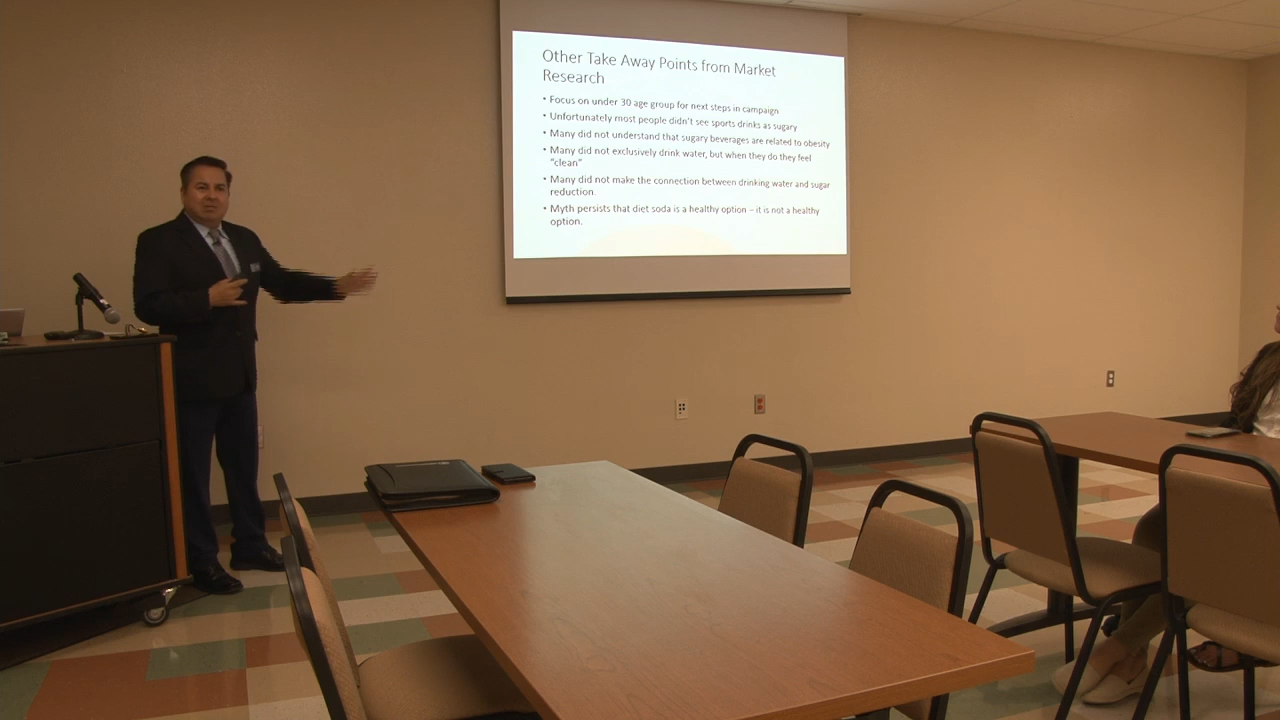 Other Take Away Points from Market
Research
• Focus on under 30 age group for next steps in campaign
• Unfortunately most people didn't see sports drinks as sugary
• Many did not understand that sugary beverages are related to obesity
• Many did not exclusively drink water, but when they do they feel
"clean"
• Many did not make the connection between drinking water and sugar
reduction.
• Myth persists that diet soda is a healthy option – it is not a healthy
option.